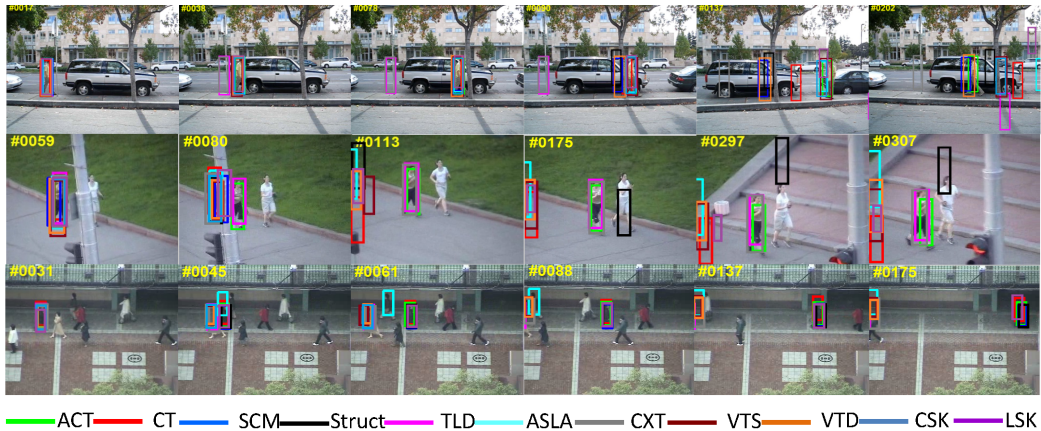 #0017 #0038 #0078 #0090 #0137 #0202
#0059 #0080 #0113 #0175 #0297 #0307
#0031 #0045 #0061 #0088 #0137 #0175
ACT CT SCM Struct TLD ASLA CXT VTS VTD CSK LSK